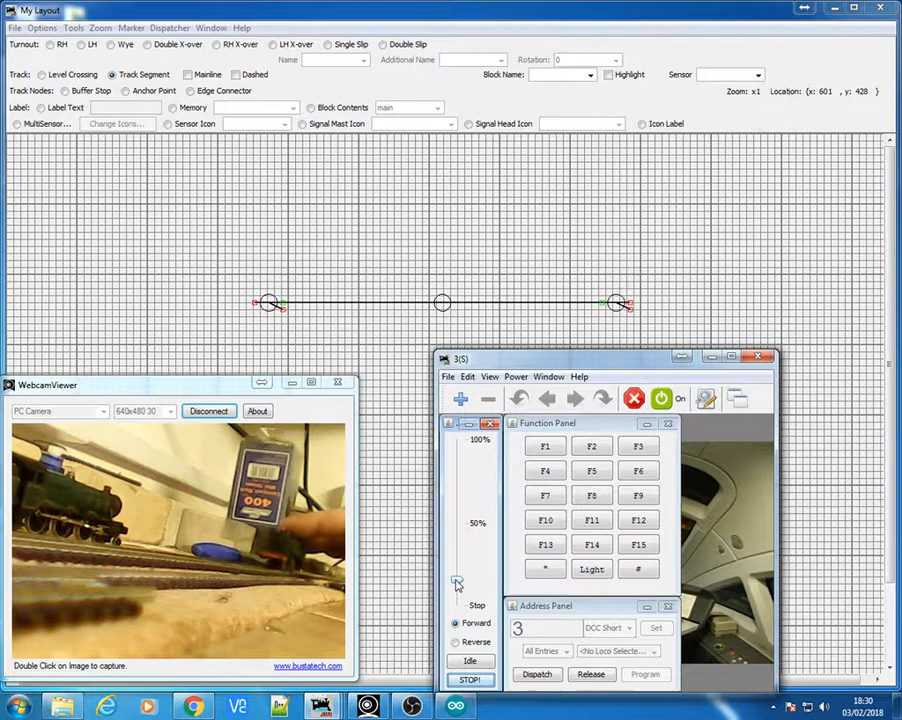 My Layout
File Options Tools Zoom Marker Dispatcher Window Help
Turnout: RH LH Wye Double X-over RH X-over LH X-over Single Slip Double Slip
Name Additional Name Rotation: 0
Track: Level Crossing Track Segment Mainline Dashed Block Name: Highlight Sensor
Track Nodes: Buffer Stop Anchor Point Edge Connector Zoom: x1 Location: {x: 601 , y: 428 }
Label: Label Text Memory Block Contents main
MultiSensor... Change Icons... Sensor Icon Signal Mast Icon Signal Head Icon Icon Label
3(S)
File Edit View Power Window Help
On
WebcamViewer
PC Camera 640x480 30 Disconnect About
400
Double Click on Image to capture. www.bustatech.com
100%
50%
Stop
Forward
Reverse
Idle
STOP!
Function Panel
F1 F2 F3
F4 F5 F6
F7 F8 F9
F10 F11 F12
F13 F14 F15
* Light #
Address Panel
3 DCC Short Set
All Entries <No Loco Selecte...
Dispatch Release Program
18:30
03/02/2018